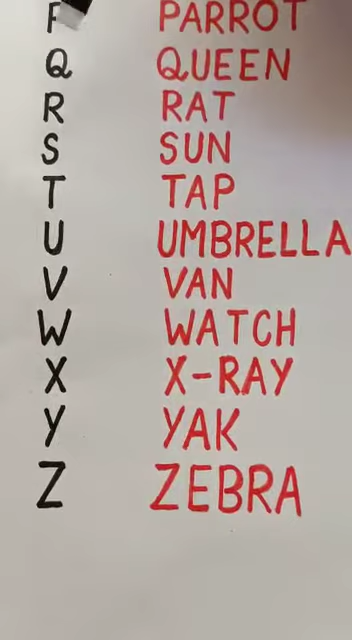 P PARROT
Q QUEEN
R RAT
S SUN
T TAP
U UMBRELLA
V VAN
W WATCH
X X-RAY
Y YAK
Z ZEBRA